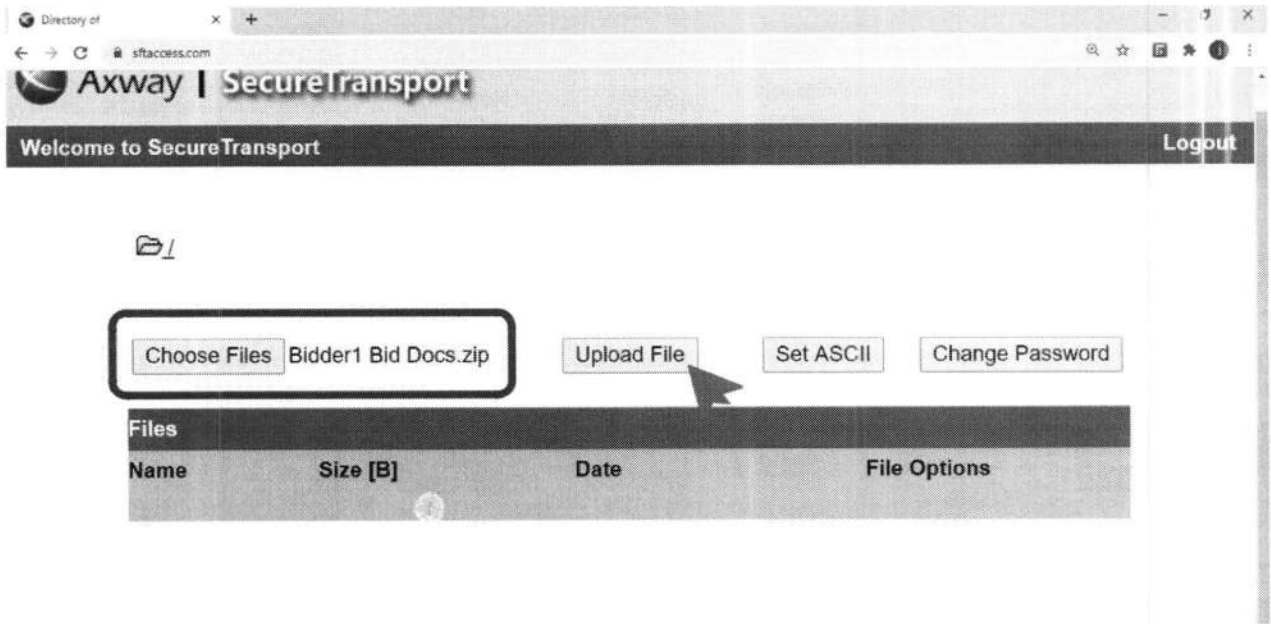 Directory of
sftaccess.com
Axway | SecureTransport
Welcome to SecureTransport Logout
/
Choose Files Bidder1 Bid Docs.zip Upload File Set ASCII Change Password
Files
Name Size [B] Date File Options